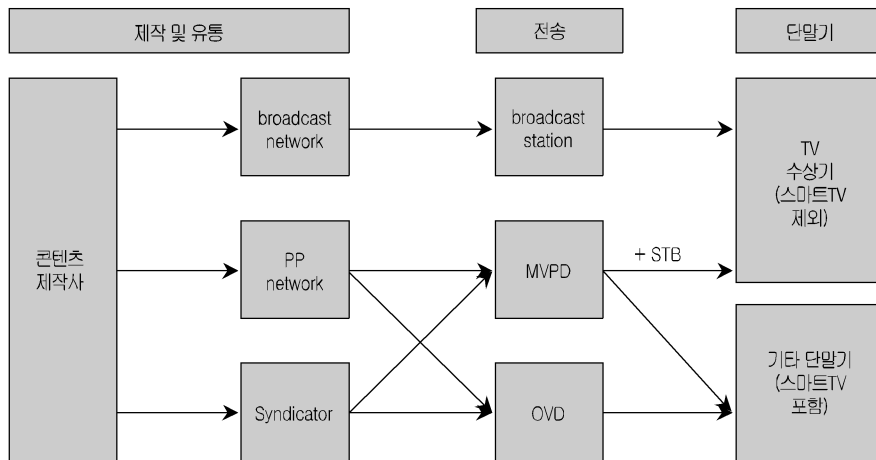 제작 및 유통
전송
단말기
콘텐츠
제작사
broadcast
network
broadcast
station
TV
수상기
(스마트TV
제외)
PP
network
MVPD
+ STB
Syndicator
OVD
기타 단말기
(스마트TV
포함)